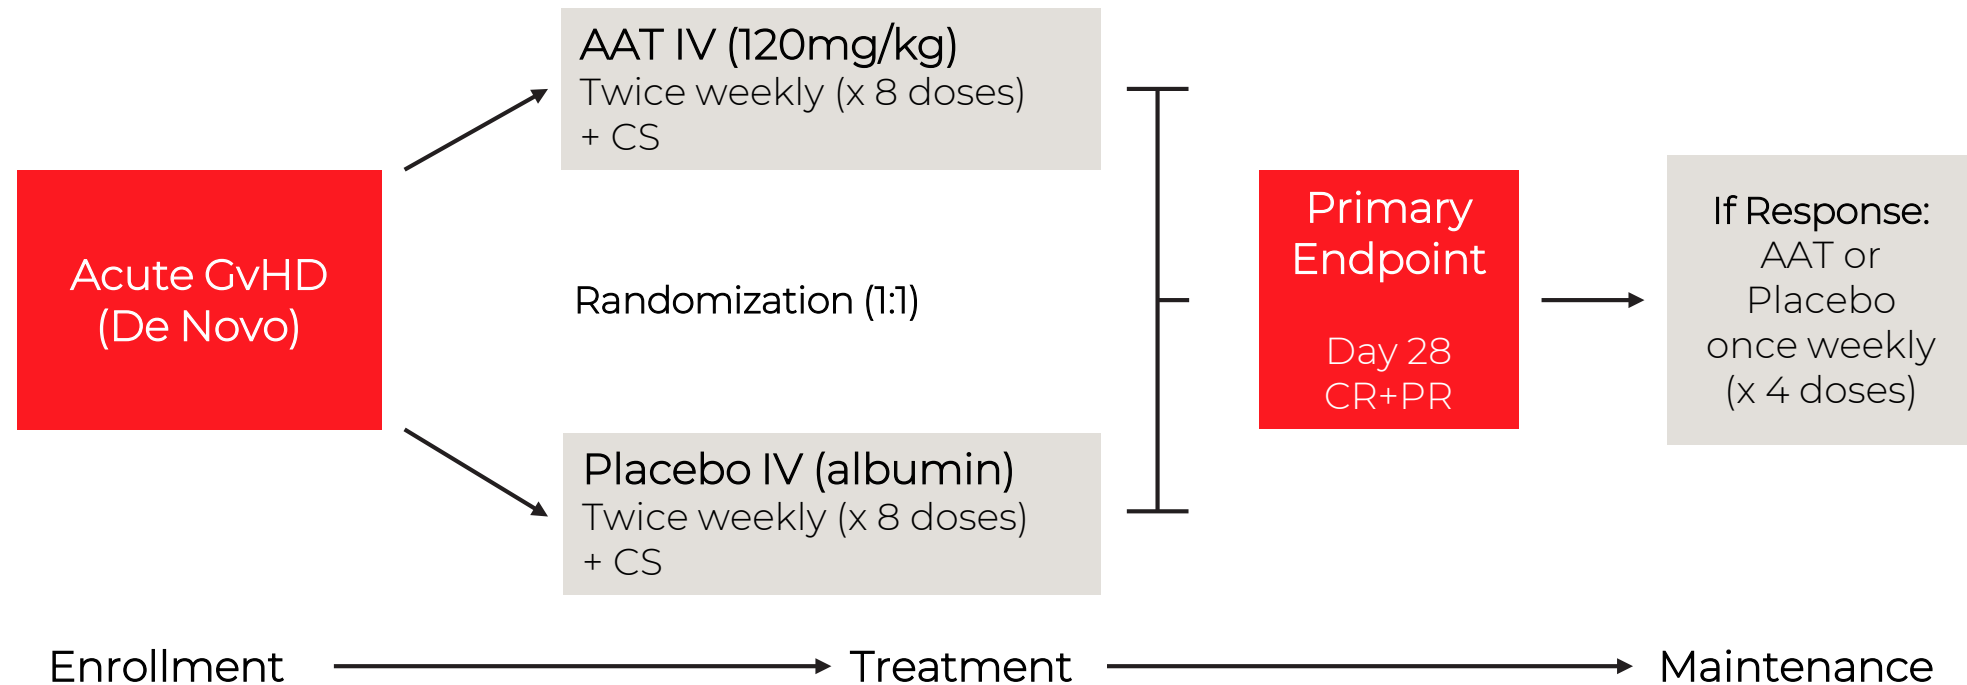 Acute GvHD
(De Novo)
AAT IV (120mg/kg)
Twice weekly (x 8 doses)
+ CS
Randomization (1:1)
Placebo IV (albumin)
Twice weekly (x 8 doses)
+ CS
Primary
Endpoint
Day 28
CR+PR
If Response:
AAT or
Placebo
once weekly
(x 4 doses)
Enrollment
Treatment
Maintenance